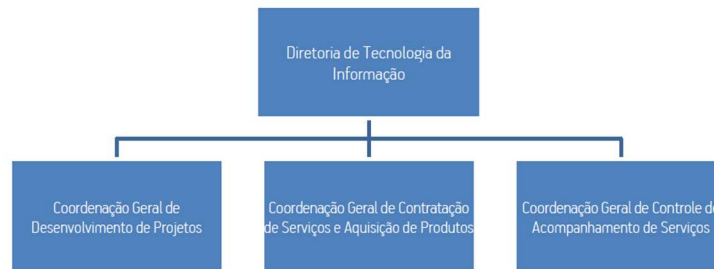 Diretoria de Tecnologia da
Informação
Coordenação Geral de
Desenvolvimento de Projetos
Coordenação Geral de Contratação
de Serviços e Aquisição de Produtos
Coordenação Geral de Controle de
Acompanhamento de Serviços